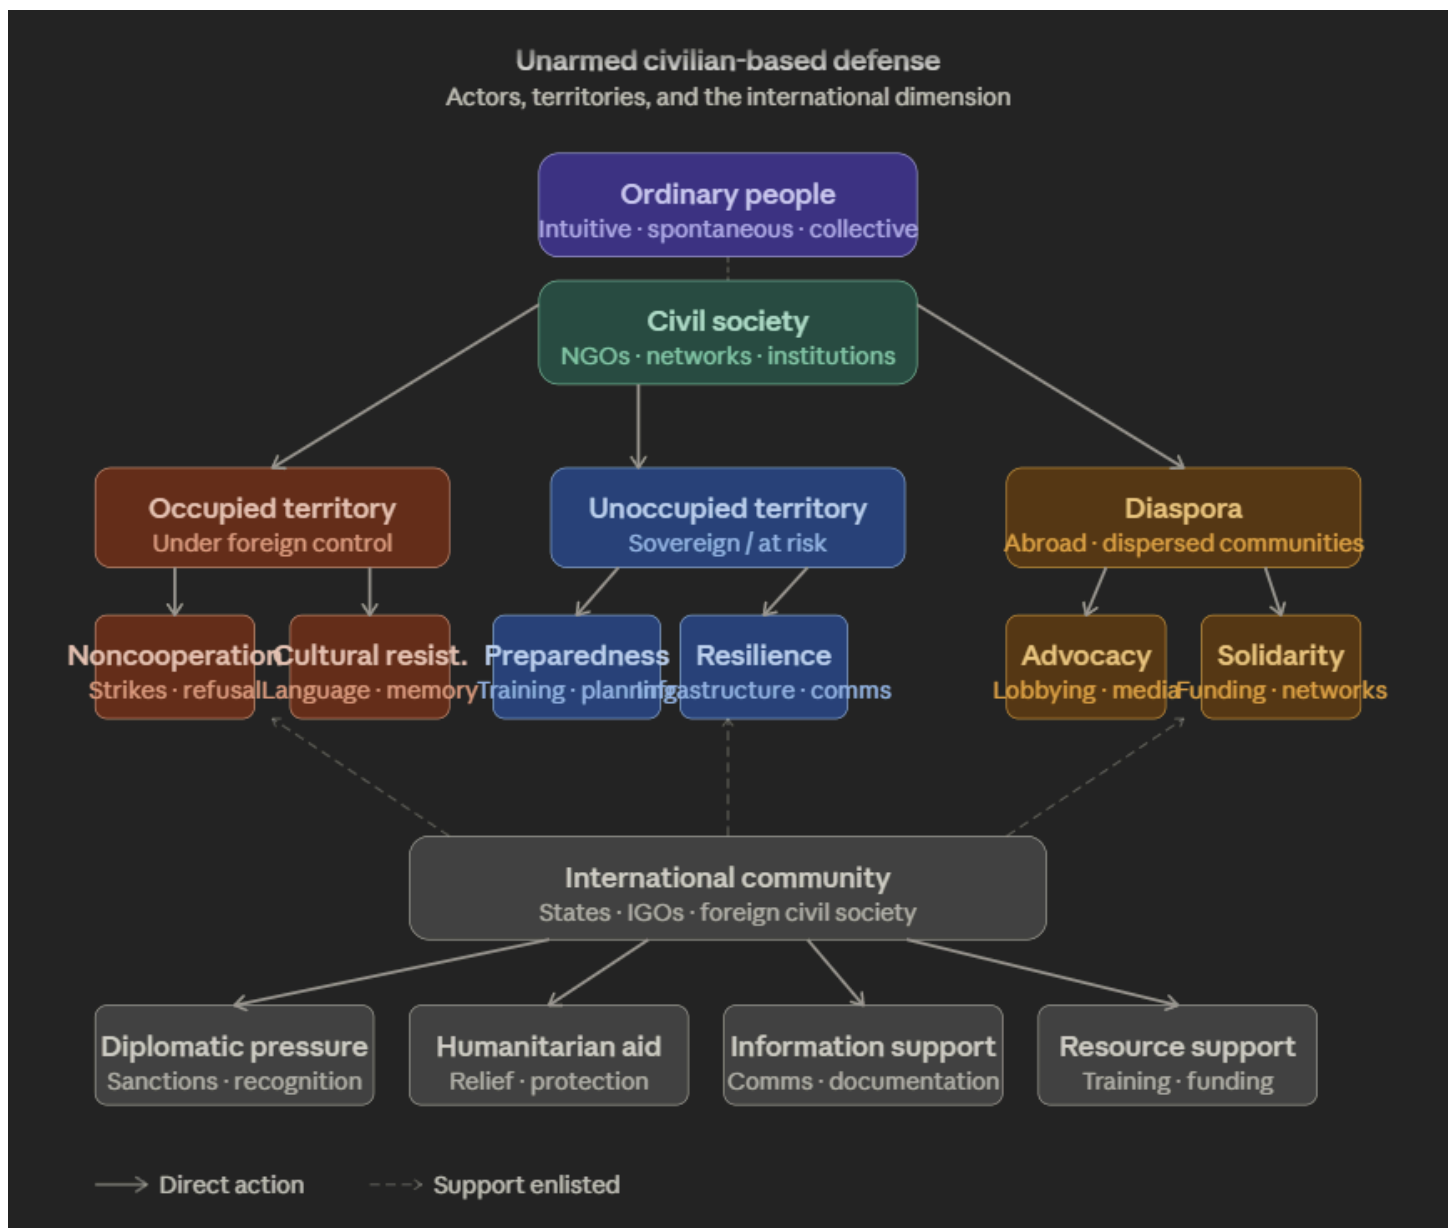 Unarmed civilian-based defense
Actors, territories, and the international dimension
Ordinary people
Intuitive · spontaneous · collective
Civil society
NGOs · networks · institutions
Occupied territory
Under foreign control
Unoccupied territory
Sovereign / at risk
Diaspora
Abroad · dispersed communities
Noncooperation
Strikes · refusal
Cultural resist.
Language · memory
Preparedness
Training · planning
Resilience
Infrastructure · comms
Advocacy
Lobbying · media
Solidarity
Funding · networks
International community
States · IGOs · foreign civil society
Diplomatic pressure
Sanctions · recognition
Humanitarian aid
Relief · protection
Information support
Comms · documentation
Resource support
Training · funding
Direct action
Support enlisted